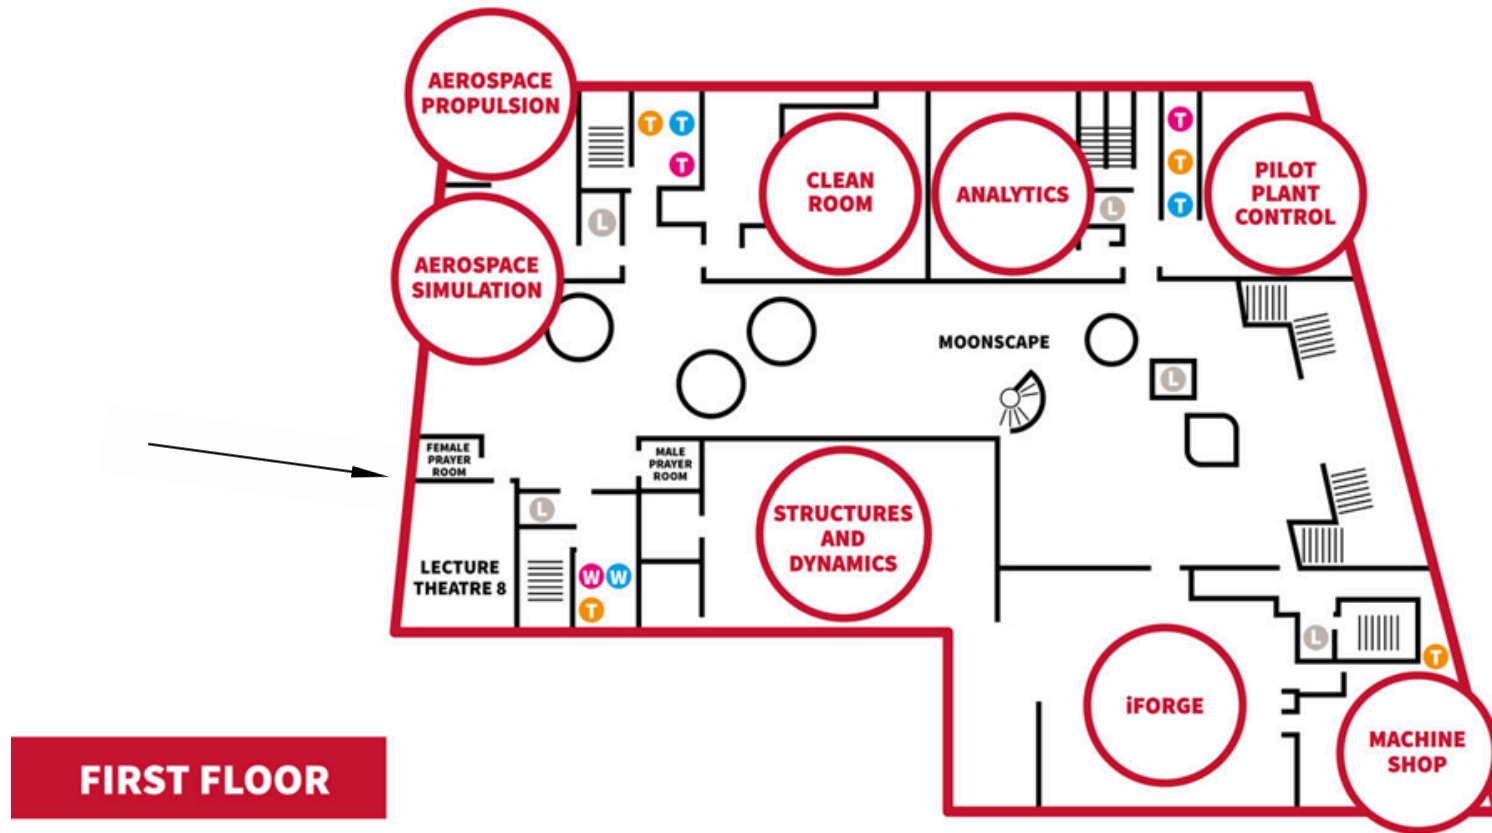 AEROSPACE
PROPULSION
T T
T
CLEAN
ROOM
ANALYTICS
T
T
T
PILOT
PLANT
CONTROL
L
L
AEROSPACE
SIMULATION
MOONSCAPE
L
FEMALE
PRAYER
ROOM
MALE
PRAYER
ROOM
L
STRUCTURES
AND
DYNAMICS
LECTURE
THEATRE 8
W W
T
L
T
iFORGE
MACHINE
SHOP
FIRST FLOOR